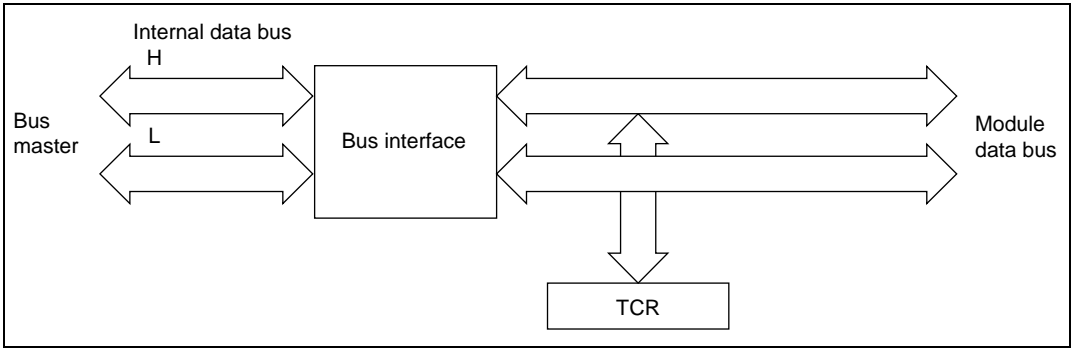 Internal data bus
H
Bus
master
L
Bus interface
Module
data bus
TCR